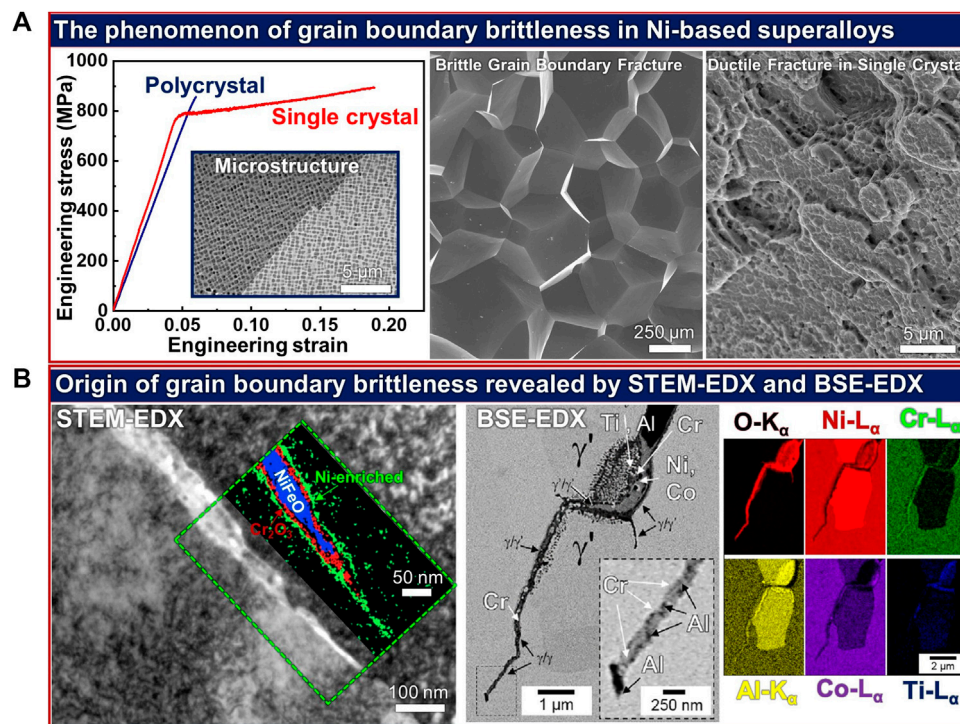 A
The phenomenon of grain boundary brittleness in Ni-based superalloys
Engineering stress (MPa)
1000
800
600
400
200
0
0.00
0.05
0.10
0.15
0.20
Engineering strain
Polycrystal
Single crystal
Microstructure
5 μm
Brittle Grain Boundary Fracture
250 μm
Ductile Fracture in Single Crystal
5 μm
B
Origin of grain boundary brittleness revealed by STEM-EDX and BSE-EDX
STEM-EDX
Ni-enriched
NiFeO
Cr₂O₃
50 nm
100 nm
BSE-EDX
Ti, Al
Cr
γ'
Ni,
Co
γ/γ'
γ/γ'
γ'
γ/γ'
Cr
γ/γ'
Cr
Al
Al
1 μm
250 nm
O-Kα
Ni-Lα
Cr-Lα
Al-Kα
Co-Lα
Ti-Lα
2 μm